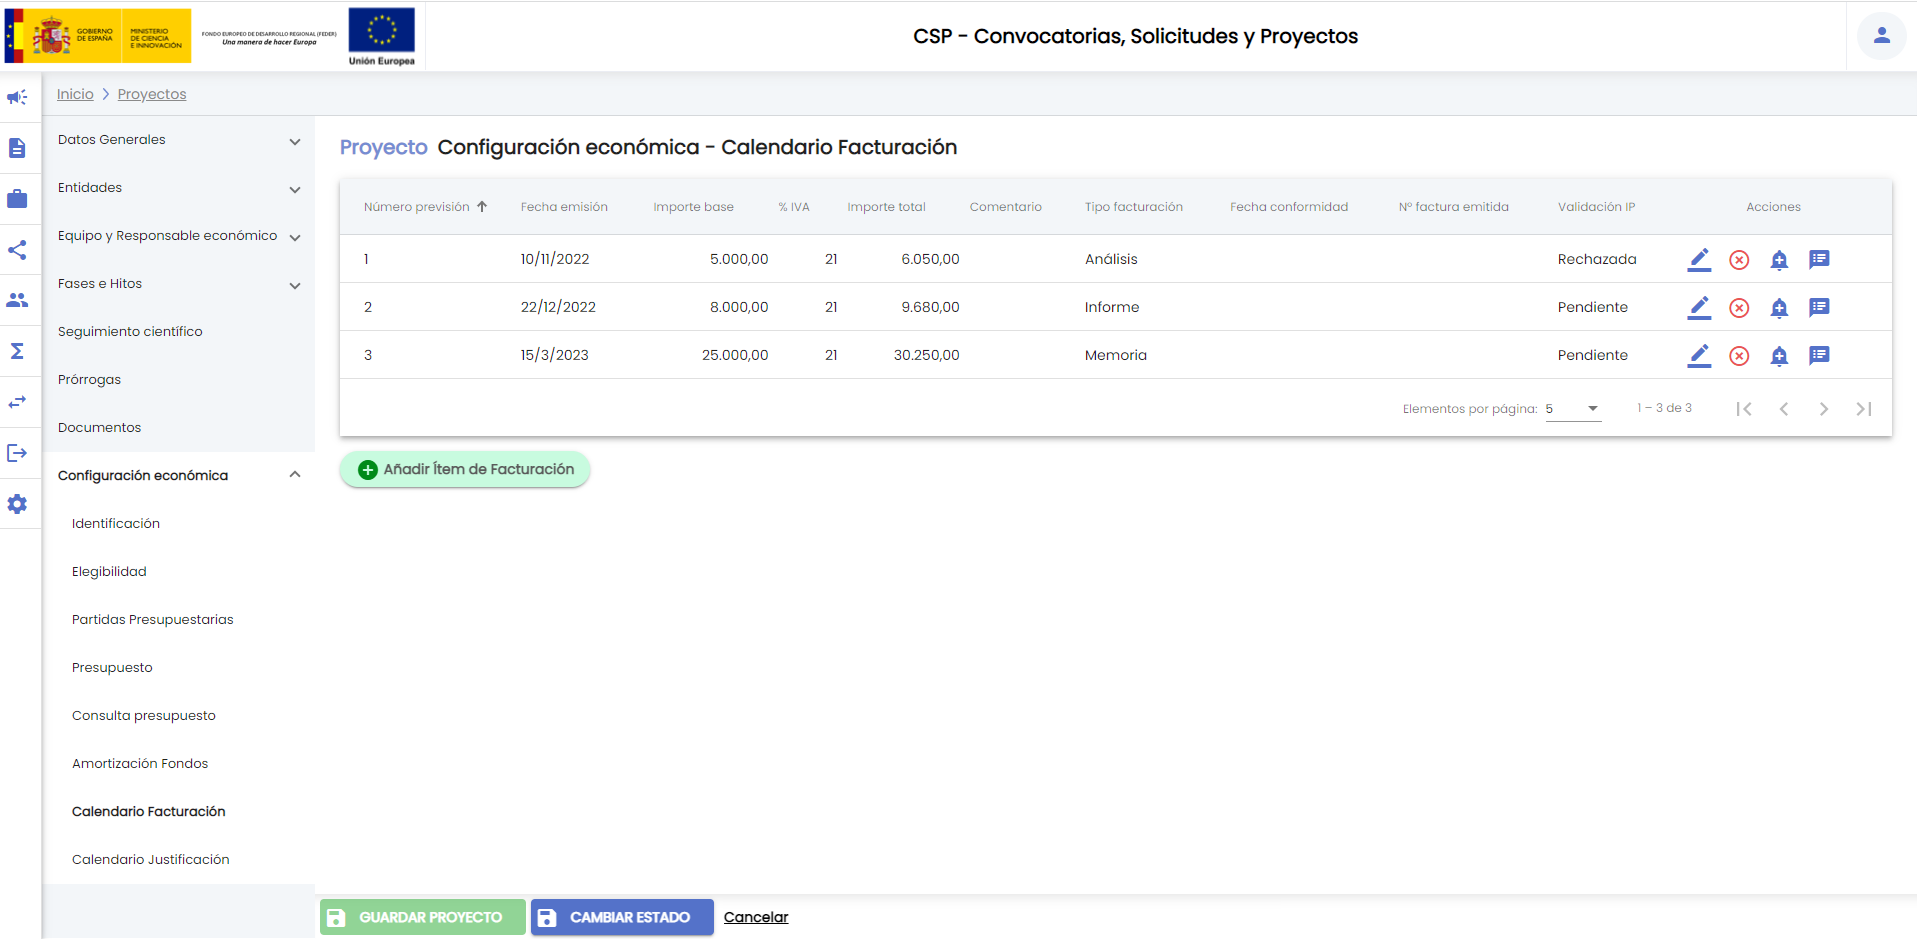 GOBIERNO
DE ESPAÑA
MINISTERIO
DE CIENCIA
E INNOVACIÓN
FONDO EUROPEO DE DESARROLLO REGIONAL (FEDER)
Una manera de hacer Europa
Unión Europea
CSP - Convocatorias, Solicitudes y Proyectos
Inicio Proyectos
Datos Generales
Entidades
Equipo y Responsable económico
Fases e Hitos
Seguimiento científico
Prórrogas
Documentos
Configuración económica
Identificación
Elegibilidad
Partidas Presupuestarias
Presupuesto
Consulta presupuesto
Amortización Fondos
Calendario Facturación
Calendario Justificación
Proyecto Configuración económica - Calendario Facturación
Número previsión Fecha emisión Importe base % IVA Importe total Comentario Tipo facturación Fecha conformidad Nº factura emitida Validación IP Acciones
1 10/11/2022 5.000,00 21 6.050,00 Análisis Rechazada
2 22/12/2022 8.000,00 21 9.680,00 Informe Pendiente
3 15/3/2023 25.000,00 21 30.250,00 Memoria Pendiente
Elementos por página: 5 1 – 3 de 3
Añadir Ítem de Facturación
GUARDAR PROYECTO CAMBIAR ESTADO Cancelar